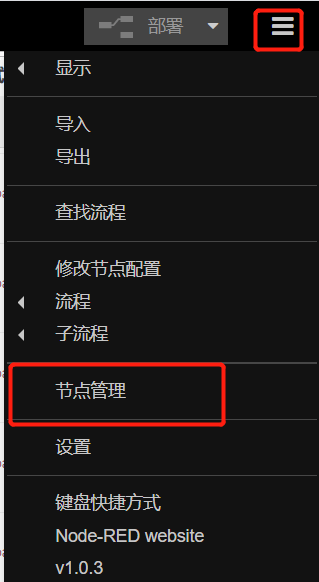 部署
显示
导入
导出
查找流程
修改节点配置
流程
子流程
节点管理
设置
键盘快捷方式
Node-RED website
v1.0.3